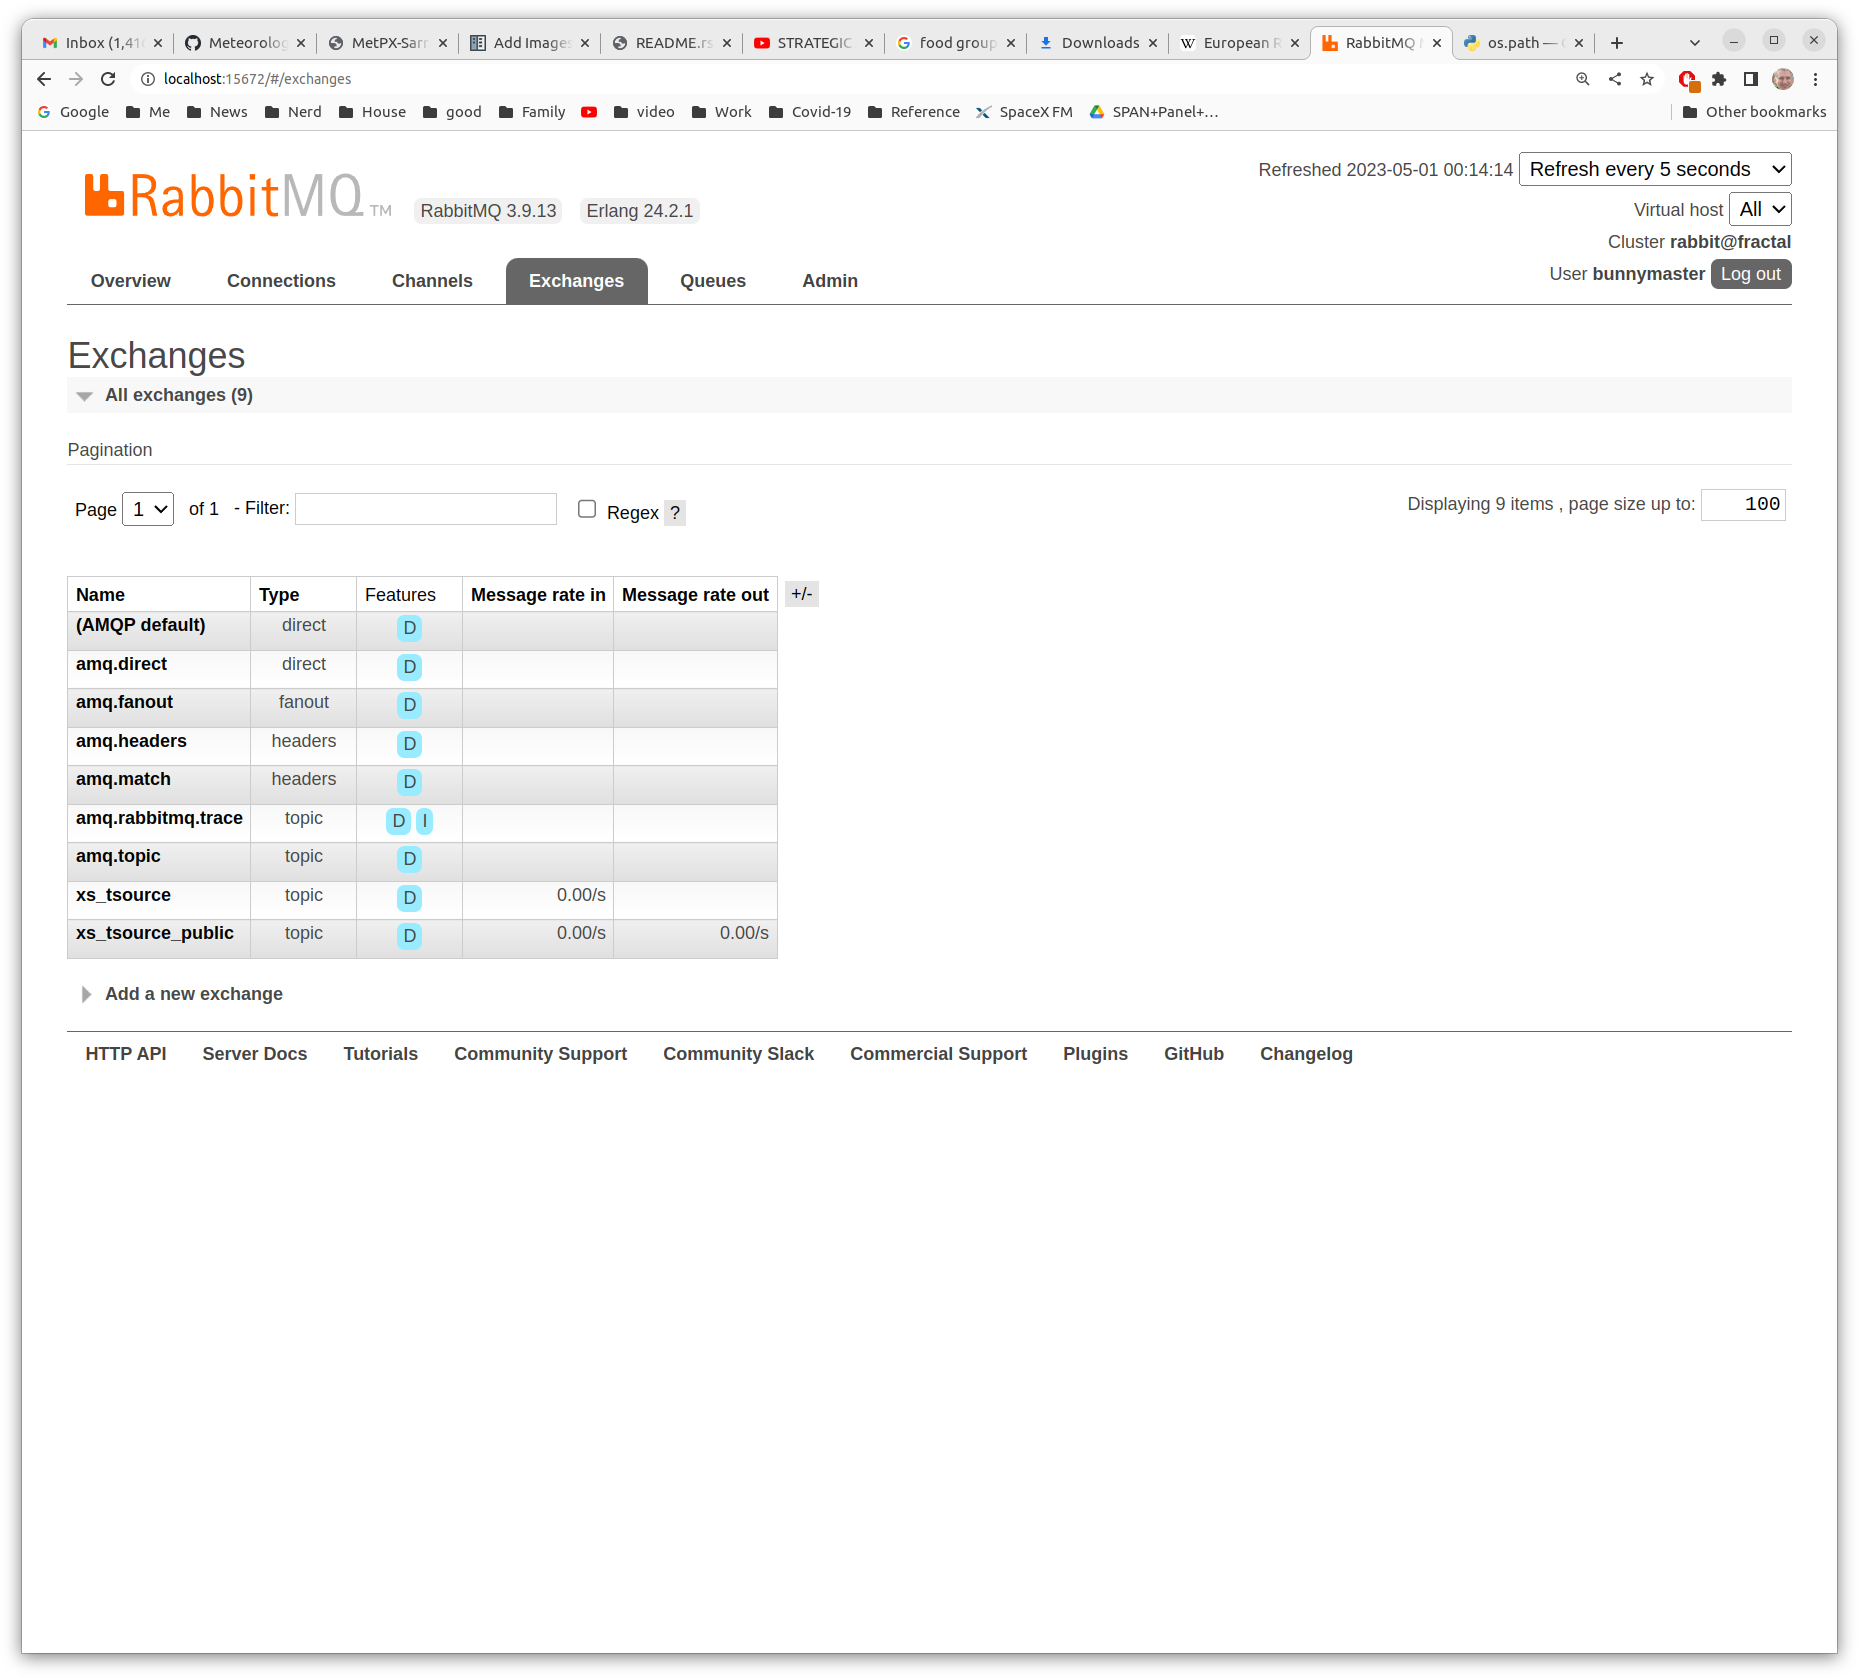 Inbox (1,41 Meteorolog MetPX-Sarr Add Images README.rs STRATEGIC food group Downloads European R RabbitMQ M os.path — 
localhost:15672/#/exchanges
Google Me News Nerd House good Family video Work Covid-19 Reference SpaceX FM SPAN+Panel+... Other bookmarks
Refreshed 2023-05-01 00:14:14 Refresh every 5 seconds
RabbitMQ TM RabbitMQ 3.9.13 Erlang 24.2.1
Virtual host All
Cluster rabbit@fractal
User bunnymaster Log out
Overview Connections Channels Exchanges Queues Admin
Exchanges
All exchanges (9)
Pagination
Page 1 of 1 - Filter: Regex ? Displaying 9 items , page size up to: 100
Name Type Features Message rate in Message rate out +/-
(AMQP default) direct D
amq.direct direct D
amq.fanout fanout D
amq.headers headers D
amq.match headers D
amq.rabbitmq.trace topic D I
amq.topic topic D
xs_tsource topic D 0.00/s
xs_tsource_public topic D 0.00/s 0.00/s
Add a new exchange
HTTP API Server Docs Tutorials Community Support Community Slack Commercial Support Plugins GitHub Changelog